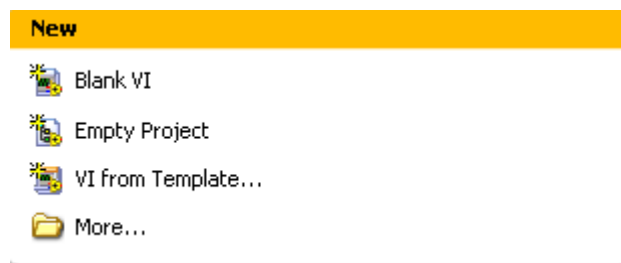 New
Blank VI
Empty Project
VI from Template...
More...